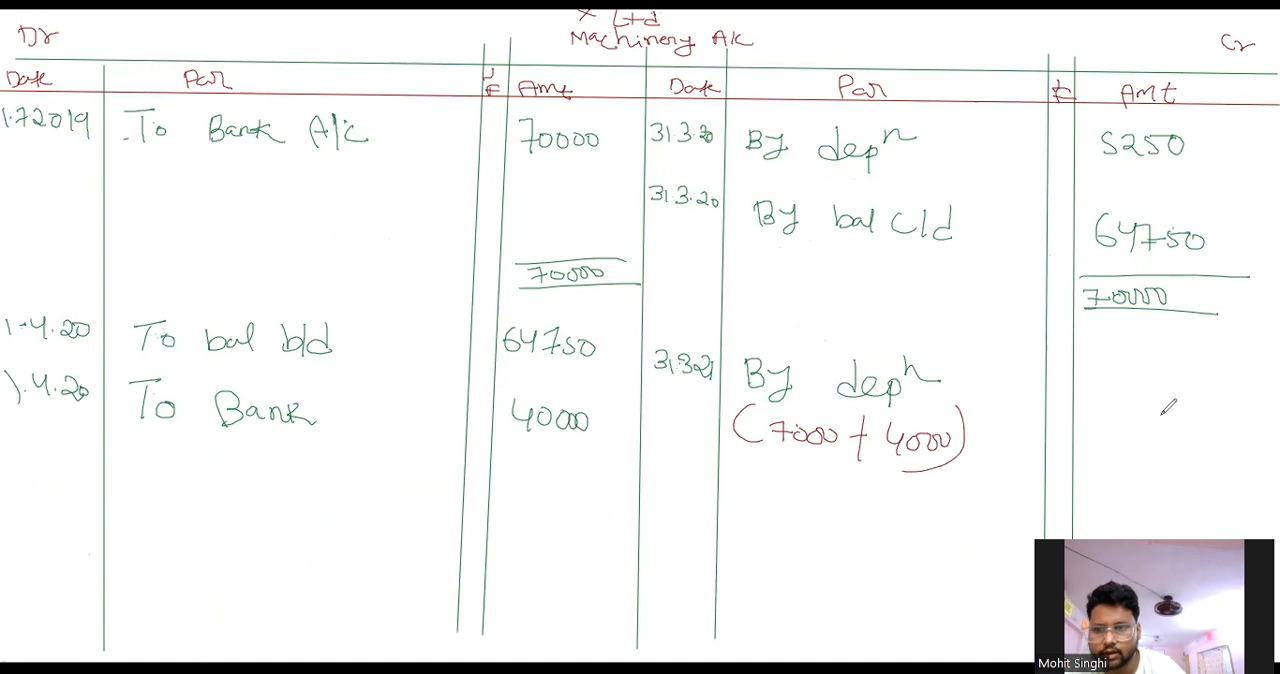 X Ltd
Dr Machinery A/c Cr
Date Par J F Amt Date Par J F Amt
1.7.2019 To Bank A/c 70000 31.3.20 By depn 5250
31.3.20 By bal c/d 64750
70000 70000
1.4.20 To bal b/d 64750 31.3.21 By depn
1.4.20 To Bank 40000 (7000 + 4000)
Mohit Singhi